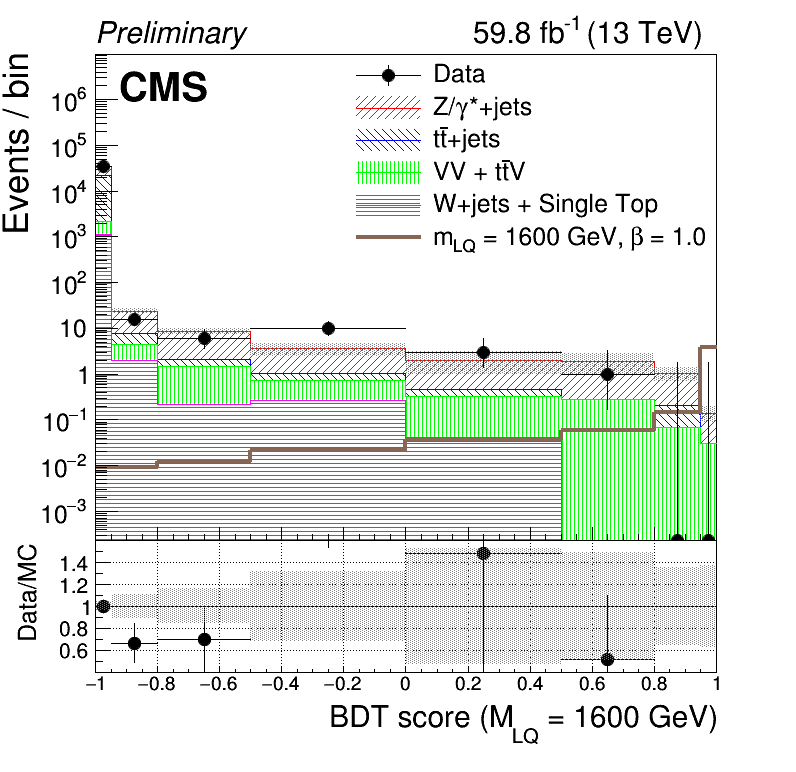 Preliminary 59.8 fb⁻¹ (13 TeV)
CMS
Events / bin
Data
Z/γ*+jets
tt̄+jets
VV + tt̄V
W+jets + Single Top
m_LQ = 1600 GeV, β = 1.0
10⁶
10⁵
10⁴
10³
10²
10
1
10⁻¹
10⁻²
10⁻³
Data/MC
1.4
1.2
1
0.8
0.6
−1 −0.8 −0.6 −0.4 −0.2 0 0.2 0.4 0.6 0.8 1
BDT score (M_LQ = 1600 GeV)